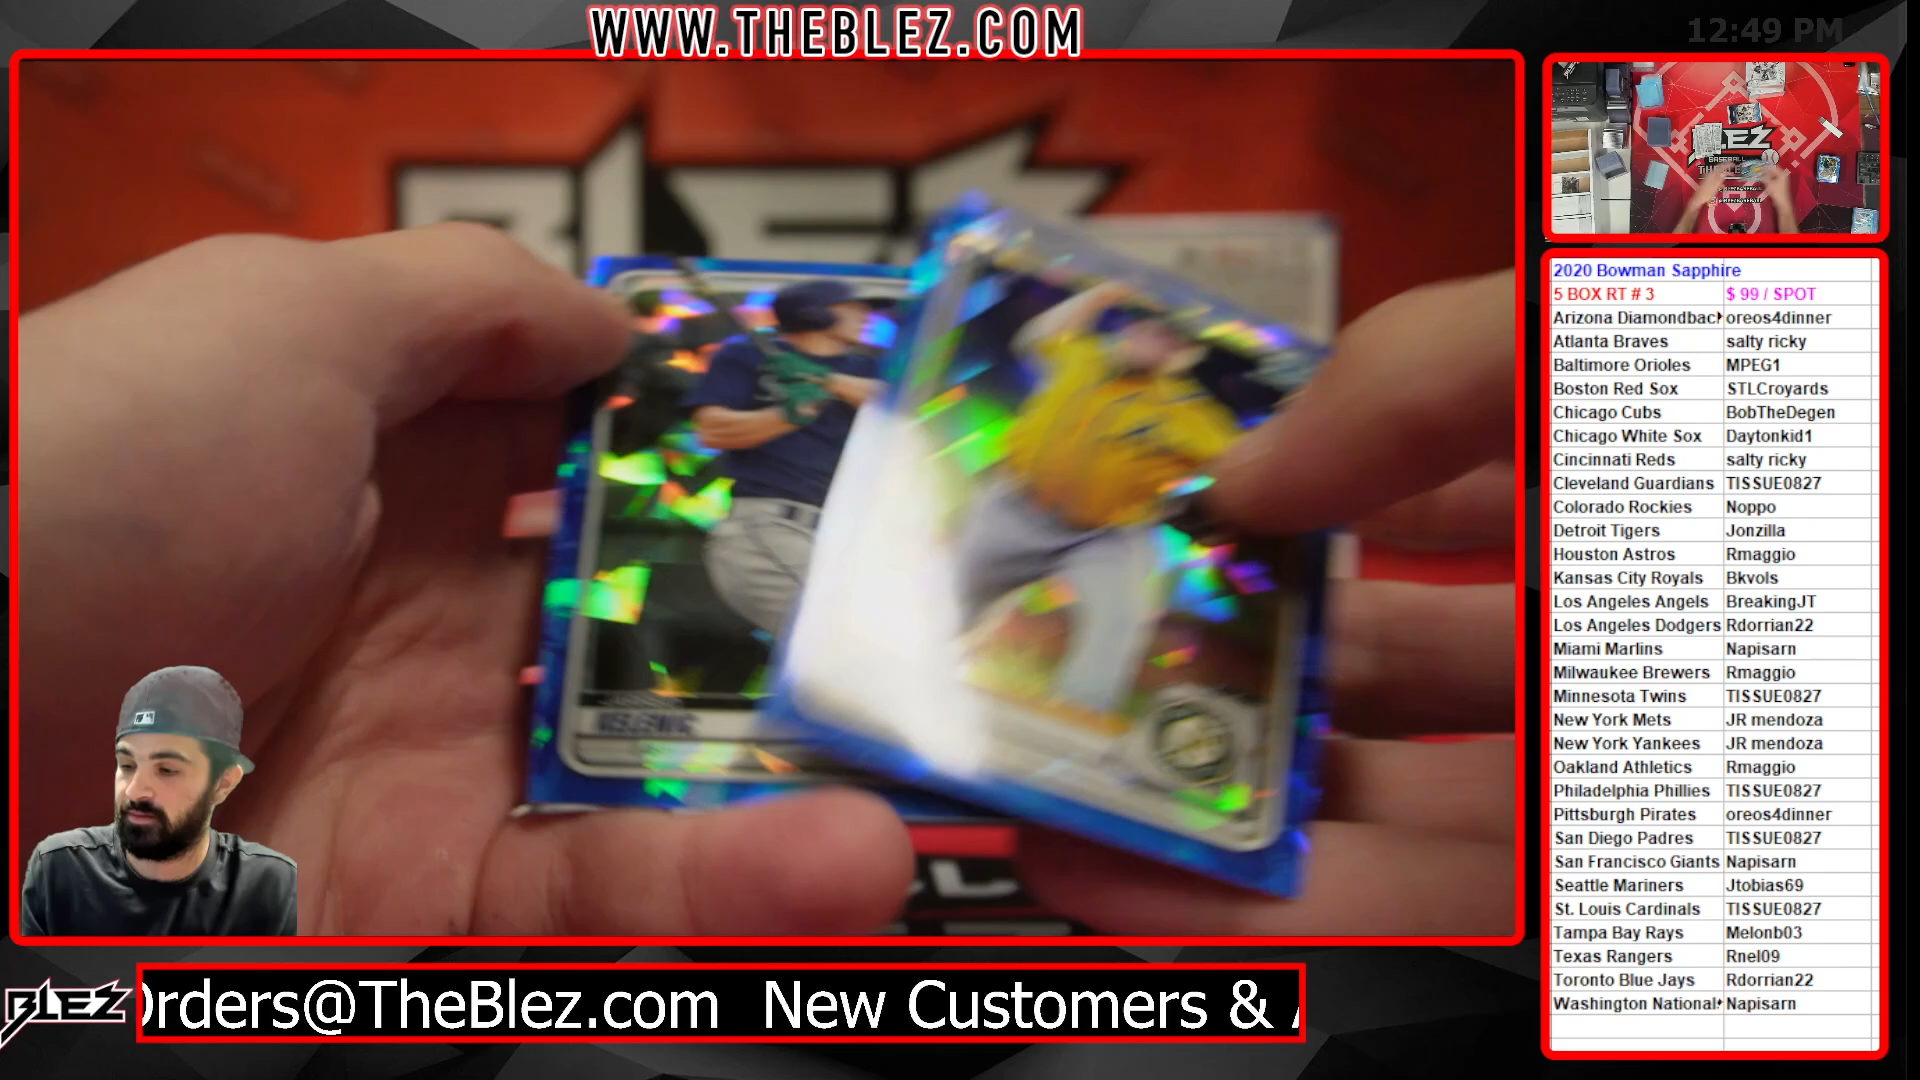 WWW.THEBLEZ.COM
12:49 PM
KELENIC
BLEZ
Orders@TheBlez.com New Customers &
2020 Bowman Sapphire
5 BOX RT # 3 $ 99 / SPOT
Arizona Diamondback oreos4dinner
Atlanta Braves salty ricky
Baltimore Orioles MPEG1
Boston Red Sox STLCroyards
Chicago Cubs BobTheDegen
Chicago White Sox Daytonkid1
Cincinnati Reds salty ricky
Cleveland Guardians TISSUE0827
Colorado Rockies Noppo
Detroit Tigers Jonzilla
Houston Astros Rmaggio
Kansas City Royals Bkvols
Los Angeles Angels BreakingJT
Los Angeles Dodgers Rdorrian22
Miami Marlins Napisarn
Milwaukee Brewers Rmaggio
Minnesota Twins TISSUE0827
New York Mets JR mendoza
New York Yankees JR mendoza
Oakland Athletics Rmaggio
Philadelphia Phillies TISSUE0827
Pittsburgh Pirates oreos4dinner
San Diego Padres TISSUE0827
San Francisco Giants Napisarn
Seattle Mariners Jtobias69
St. Louis Cardinals TISSUE0827
Tampa Bay Rays Melonb03
Texas Rangers Rnel09
Toronto Blue Jays Rdorrian22
Washington National Napisarn